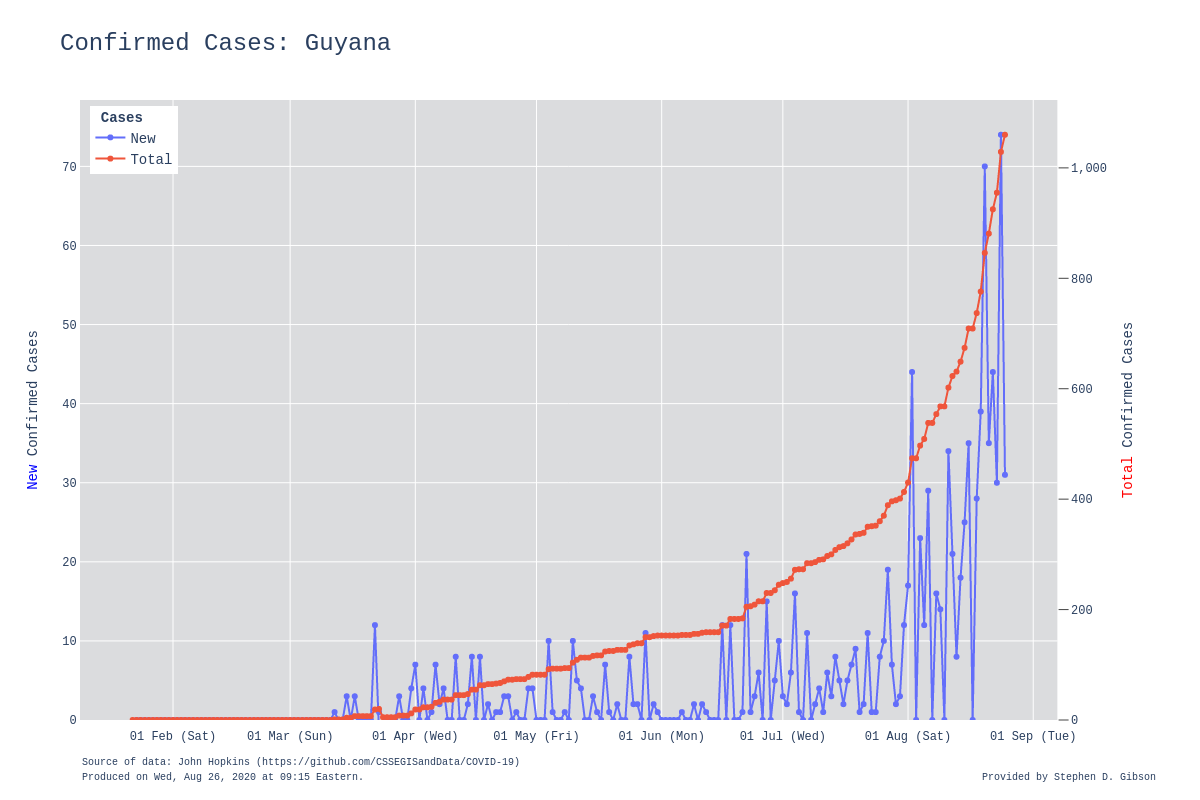 Confirmed Cases: Guyana
Cases
New
Total
70
60
50
40
30
20
10
0
1,000
800
600
400
200
0
New Confirmed Cases
Total Confirmed Cases
01 Feb (Sat) 01 Mar (Sun) 01 Apr (Wed) 01 May (Fri) 01 Jun (Mon) 01 Jul (Wed) 01 Aug (Sat) 01 Sep (Tue)
Source of data: John Hopkins (https://github.com/CSSEGISandData/COVID-19)
Produced on Wed, Aug 26, 2020 at 09:15 Eastern.
Provided by Stephen D. Gibson